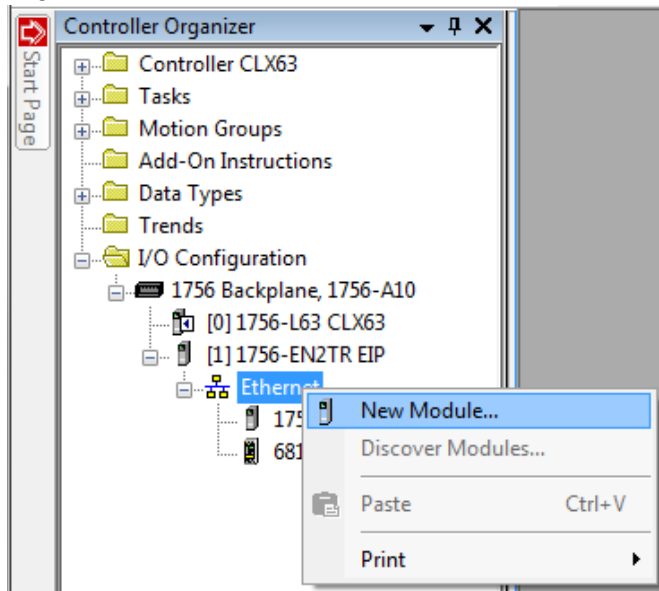 Controller Organizer
Start Page
Controller CLX63
Tasks
Motion Groups
Add-On Instructions
Data Types
Trends
I/O Configuration
1756 Backplane, 1756-A10
[0] 1756-L63 CLX63
[1] 1756-EN2TR EIP
Ethernet
175
681
New Module...
Discover Modules...
Paste Ctrl+V
Print